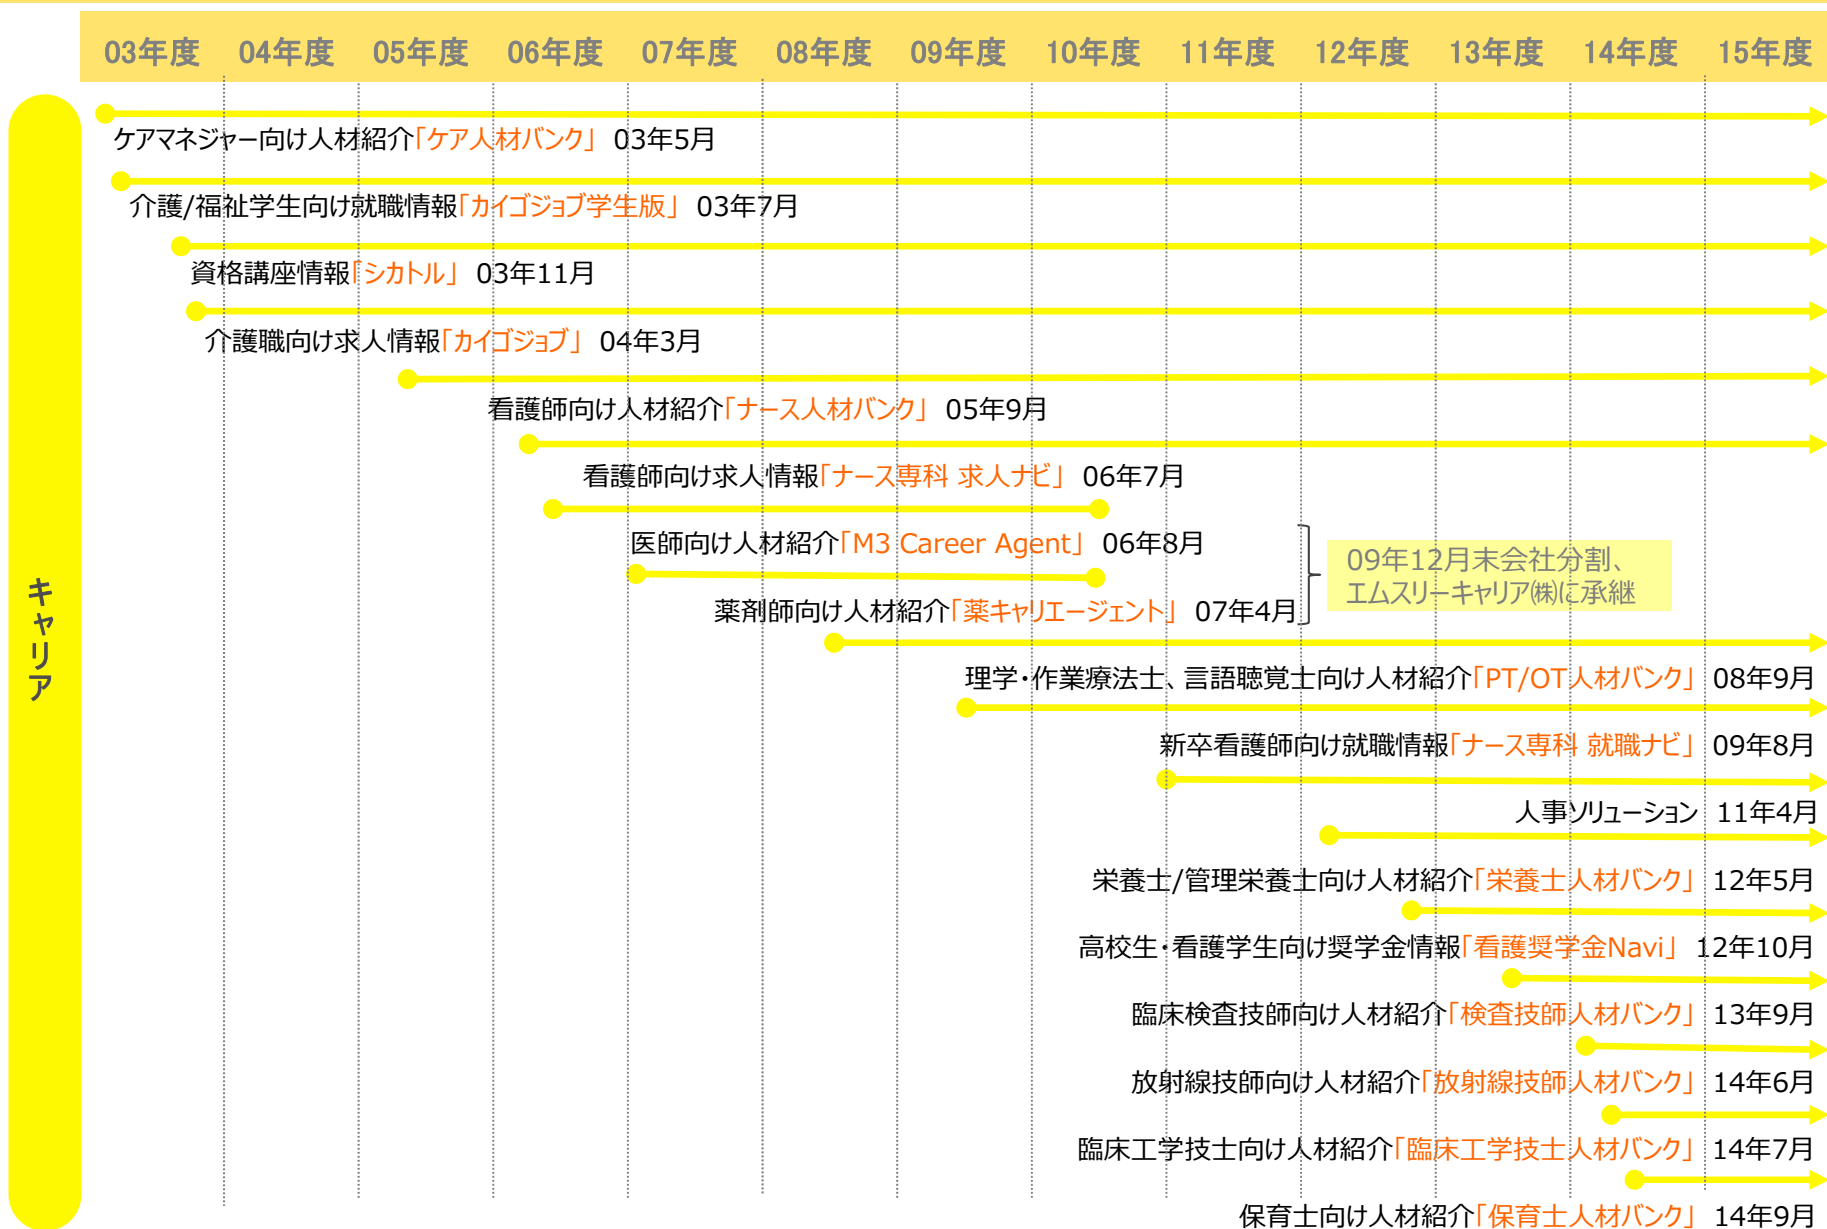 03年度 04年度 05年度 06年度 07年度 08年度 09年度 10年度 11年度 12年度 13年度 14年度 15年度
キャリア
ケアマネジャー向け人材紹介「ケア人材バンク」 03年5月
介護/福祉学生向け就職情報「カイゴジョブ学生版」 03年7月
資格講座情報「シカトル」 03年11月
介護職向け求人情報「カイゴジョブ」 04年3月
看護師向け人材紹介「ナース人材バンク」 05年9月
看護師向け求人情報「ナース専科 求人ナビ」 06年7月
医師向け人材紹介「M3 Career Agent」 06年8月
薬剤師向け人材紹介「薬キャリエージェント」 07年4月
09年12月末会社分割、
エムスリーキャリア㈱に承継
理学・作業療法士、言語聴覚士向け人材紹介「PT/OT人材バンク」 08年9月
新卒看護師向け就職情報「ナース専科 就職ナビ」 09年8月
人事ソリューション 11年4月
栄養士/管理栄養士向け人材紹介「栄養士人材バンク」 12年5月
高校生・看護学生向け奨学金情報「看護奨学金Navi」 12年10月
臨床検査技師向け人材紹介「検査技師人材バンク」 13年9月
放射線技師向け人材紹介「放射線技師人材バンク」 14年6月
臨床工学技士向け人材紹介「臨床工学技士人材バンク」 14年7月
保育士向け人材紹介「保育士人材バンク」 14年9月